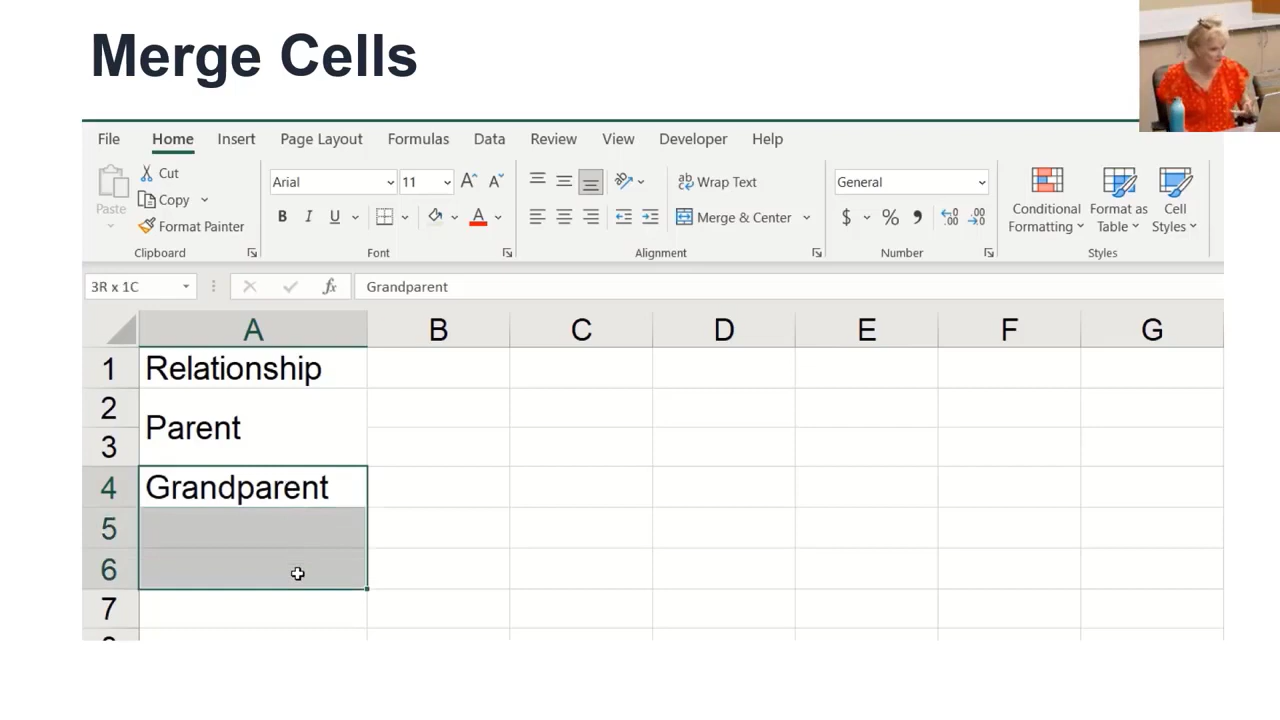 Merge Cells
File Home Insert Page Layout Formulas Data Review View Developer Help
Paste
Cut
Copy
Format Painter
Clipboard
Arial 11
B I U
Font
Wrap Text
Merge & Center
Alignment
General
$ % 9
Number
Conditional Formatting
Format as Table
Cell Styles
Styles
3R x 1C fx Grandparent
A B C D E F G
1 Relationship
2
Parent
3
4 Grandparent
5
6
7